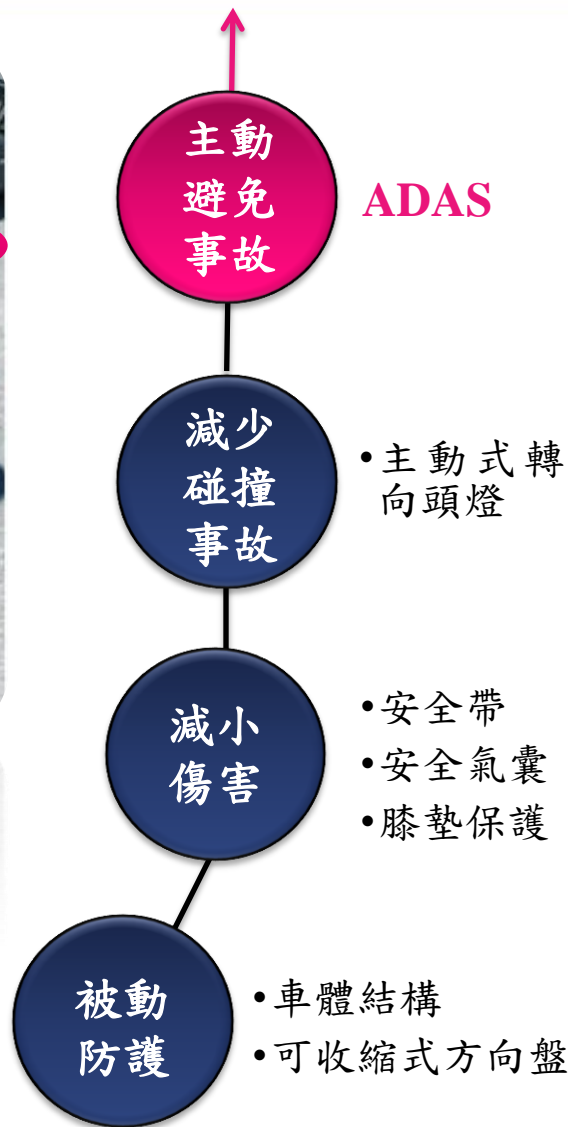 主動
避免
事故
ADAS
減少
碰撞
事故
•主動式轉
向頭燈
減小
傷害
•安全帶
•安全氣囊
•膝墊保護
被動
防護
•車體結構
•可收縮式方向盤